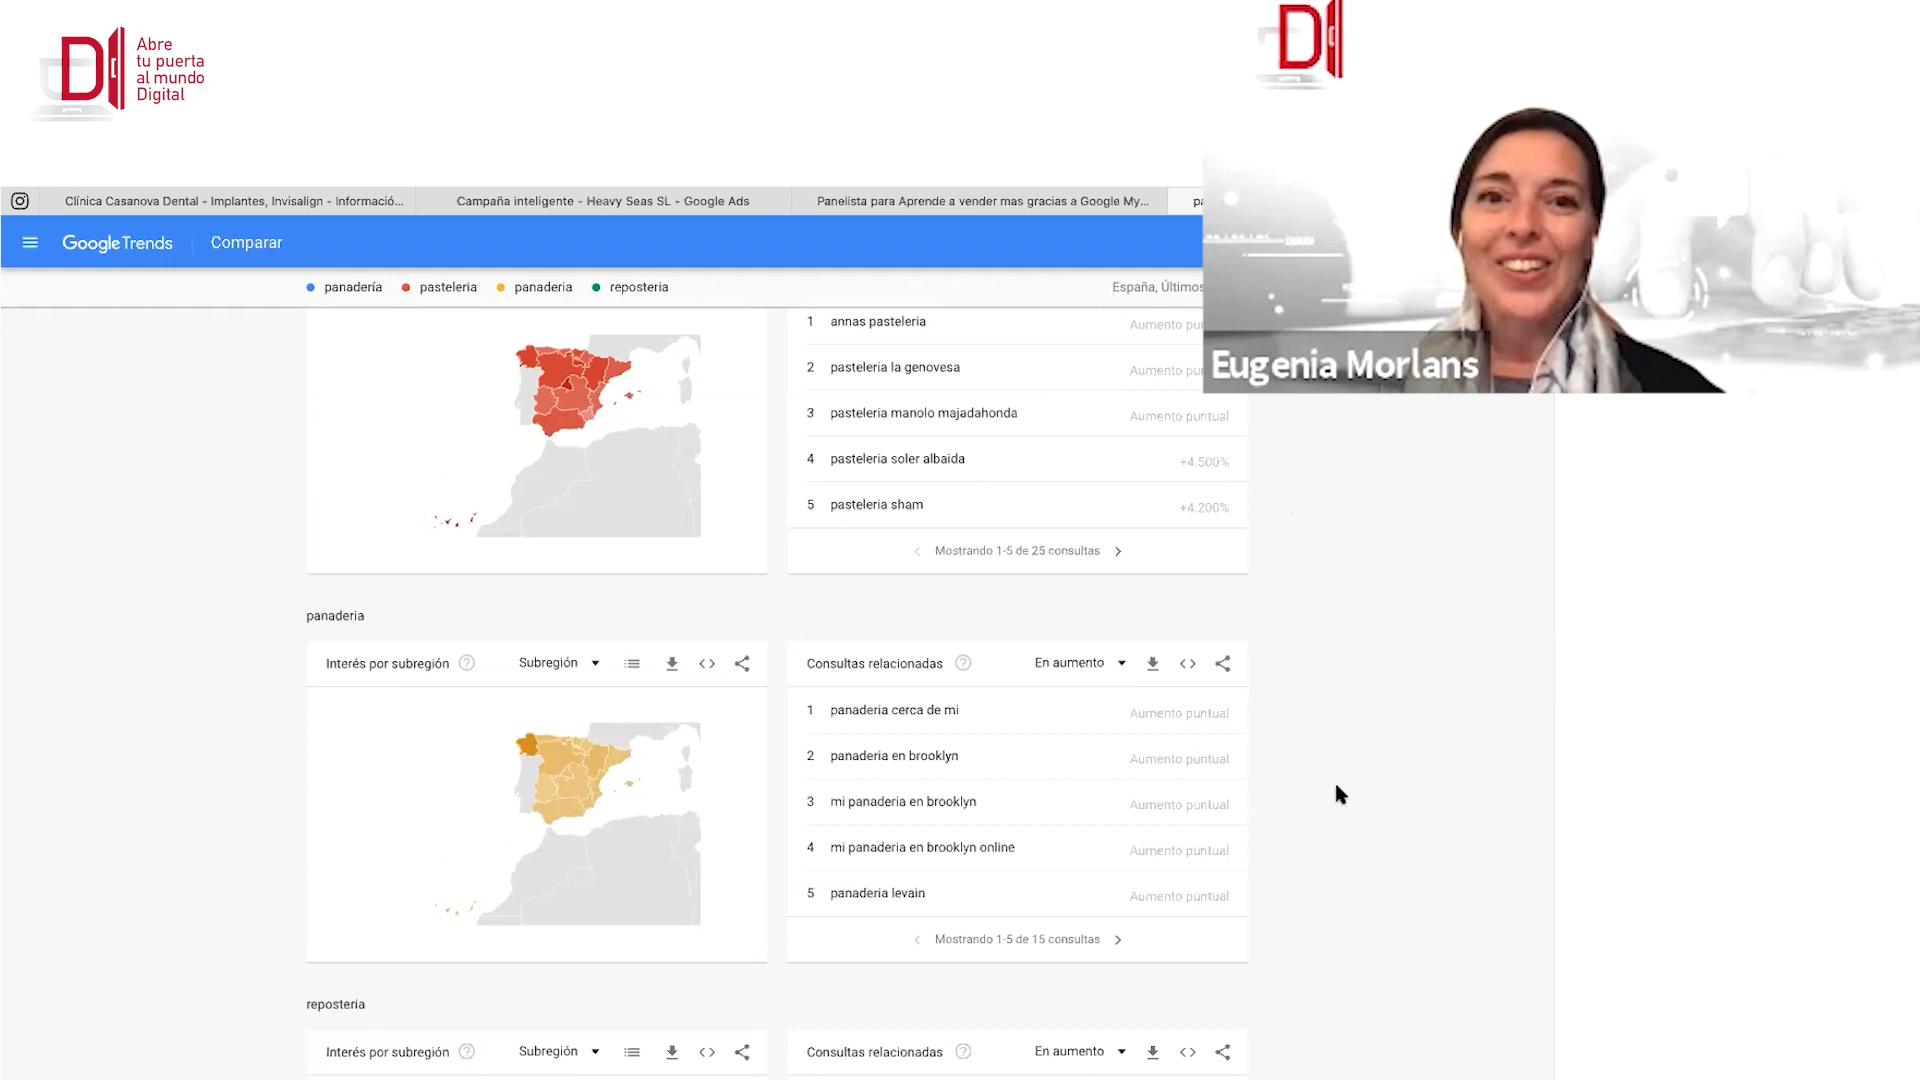 Abre
tu puerta
al mundo
Digital
Clínica Casanova Dental - Implantes, Invisalign - Informació...
Campaña inteligente - Heavy Seas SL - Google Ads
Panelista para Aprende a vender mas gracias a Google My...
Google Trends
Comparar
panadería
pasteleria
panaderia
reposteria
España, Últimos
Eugenia Morlans
1 annas pasteleria
2 pasteleria la genovesa
3 pasteleria manolo majadahonda Aumento puntual
4 pasteleria soler albaida +4.500%
5 pasteleria sham +4.200%
Mostrando 1-5 de 25 consultas
panaderia
Interés por subregión ? Subregión
Consultas relacionadas ? En aumento
1 panaderia cerca de mi Aumento puntual
2 panaderia en brooklyn Aumento puntual
3 mi panaderia en brooklyn Aumento puntual
4 mi panaderia en brooklyn online Aumento puntual
5 panaderia levain Aumento puntual
Mostrando 1-5 de 15 consultas
reposteria
Interés por subregión ? Subregión
Consultas relacionadas ? En aumento